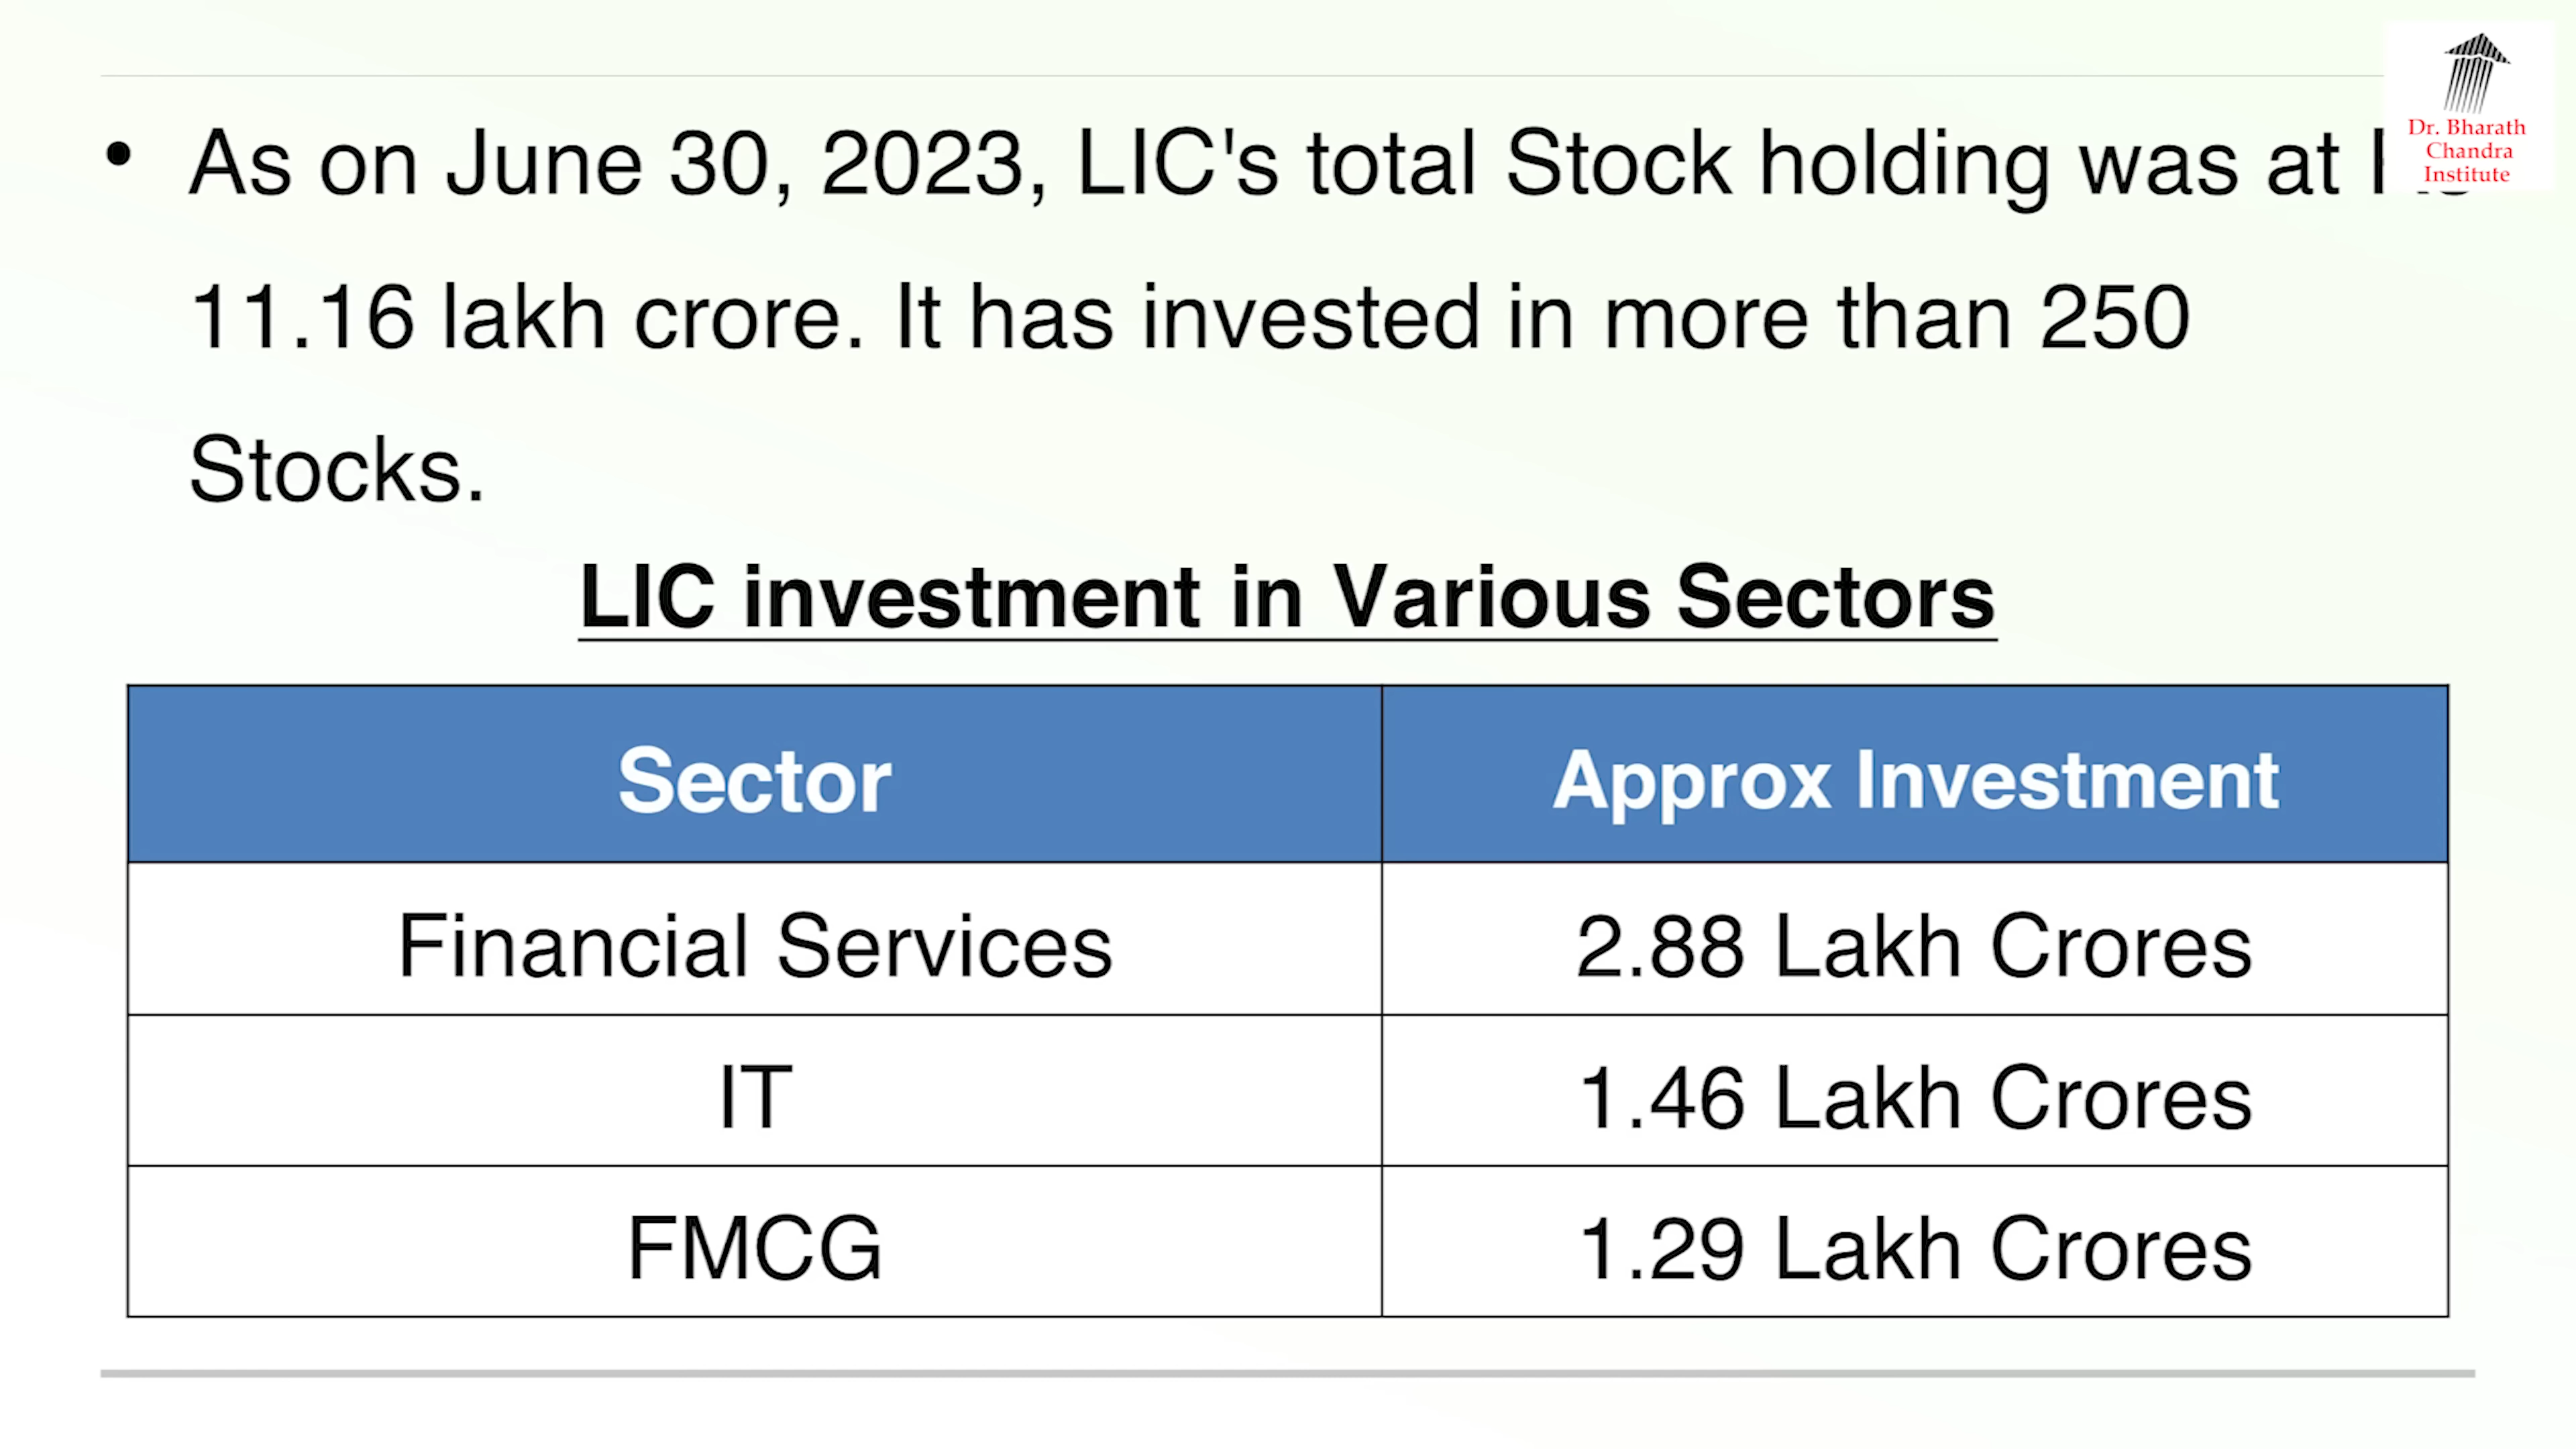 As on June 30, 2023, LIC's total Stock holding was at
11.16 lakh crore. It has invested in more than 250
Stocks.
LIC investment in Various Sectors
Sector Approx Investment
Financial Services 2.88 Lakh Crores
IT 1.46 Lakh Crores
FMCG 1.29 Lakh Crores
Dr. Bharath
Chandra
Institute